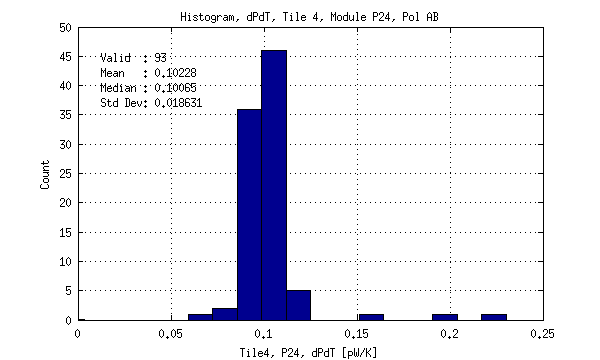 Histogram, dPdT, Tile 4, Module P24, Pol AB
50
45
40
35
30
25
20
15
10
5
0
Valid : 93
Mean : 0.10228
Median : 0.10065
Std Dev: 0.018631
Count
0 0.05 0.1 0.15 0.2 0.25
Tile4, P24, dPdT [pW/K]